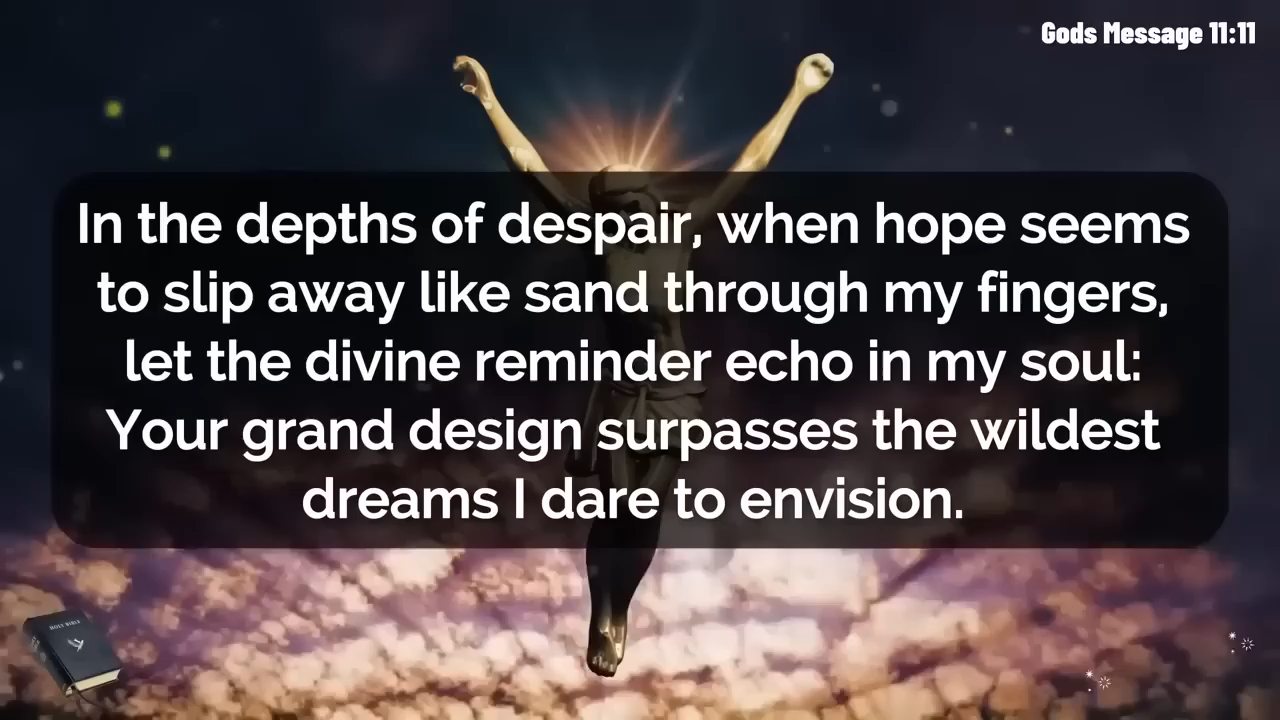 Gods Message 11:11
In the depths of despair, when hope seems
to slip away like sand through my fingers,
let the divine reminder echo in my soul:
Your grand design surpasses the wildest
dreams I dare to envision.
HOLY BIBLE